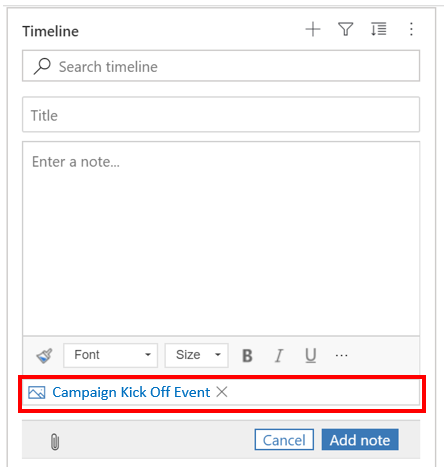 Timeline
Search timeline
Title
Enter a note...
Font Size B I U ...
Campaign Kick Off Event
Cancel Add note